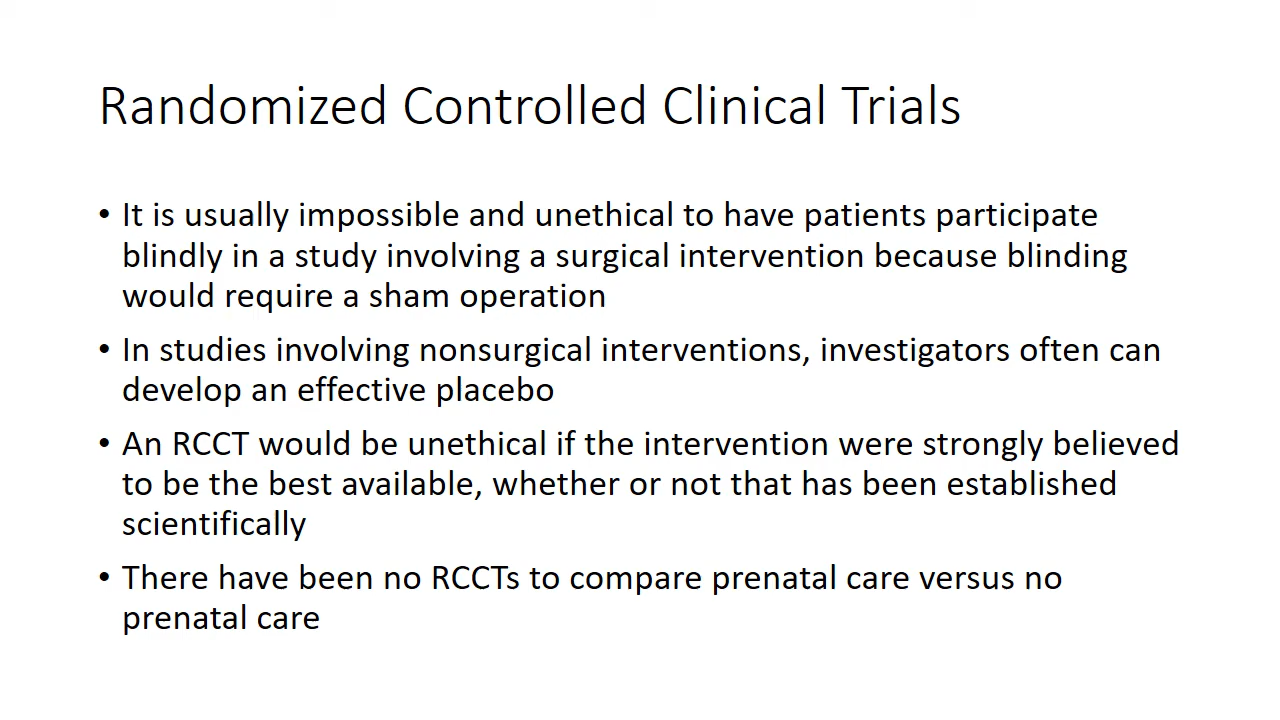 Randomized Controlled Clinical Trials
• It is usually impossible and unethical to have patients participate
blindly in a study involving a surgical intervention because blinding
would require a sham operation
• In studies involving nonsurgical interventions, investigators often can
develop an effective placebo
• An RCCT would be unethical if the intervention were strongly believed
to be the best available, whether or not that has been established
scientifically
• There have been no RCCTs to compare prenatal care versus no
prenatal care